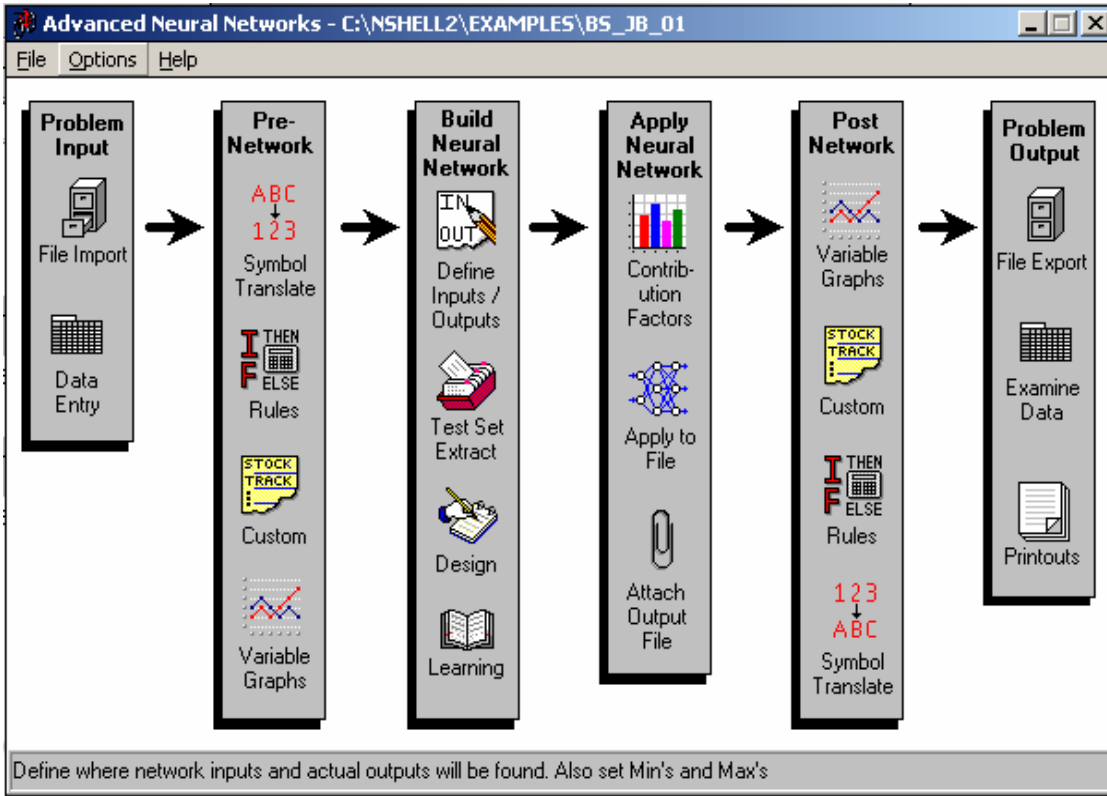 Advanced Neural Networks - C:\NSHELL2\EXAMPLES\BS_JB_01
File Options Help
Problem
Input
File Import
Data
Entry
Pre-
Network
ABC
123
Symbol
Translate
IF THEN
ELSE
Rules
STOCK
TRACK
Custom
Variable
Graphs
Build
Neural
Network
IN
OUT
Define
Inputs /
Outputs
Test Set
Extract
Design
Learning
Apply
Neural
Network
Contrib-
ution
Factors
Apply to
File
Attach
Output
File
Post
Network
Variable
Graphs
STOCK
TRACK
Custom
IF THEN
ELSE
Rules
123
ABC
Symbol
Translate
Problem
Output
File Export
Examine
Data
Printouts
Define where network inputs and actual outputs will be found. Also set Min's and Max's